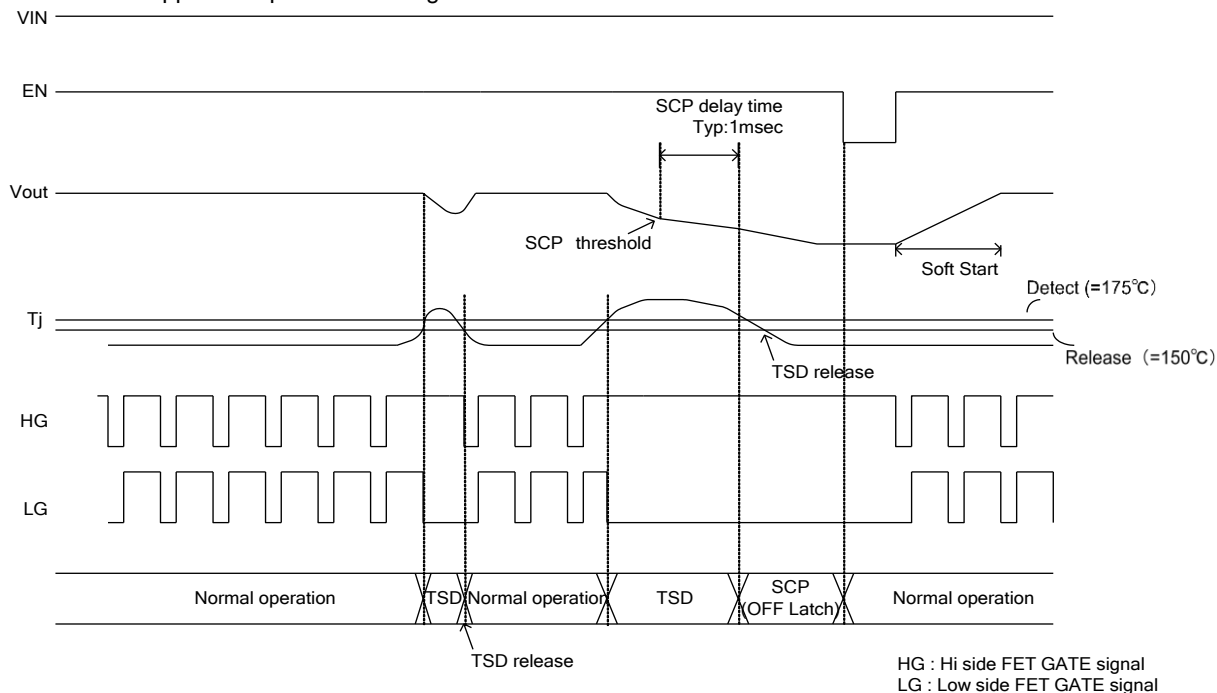 VIN
EN
SCP delay time
Typ:1msec
Vout
SCP threshold
Soft Start
Detect (=175°C)
Tj
Release (=150°C)
TSD release
HG
LG
Normal operation
TSD
Normal operation
TSD
SCP
(OFF Latch)
Normal operation
TSD release
HG : Hi side FET GATE signal
LG : Low side FET GATE signal